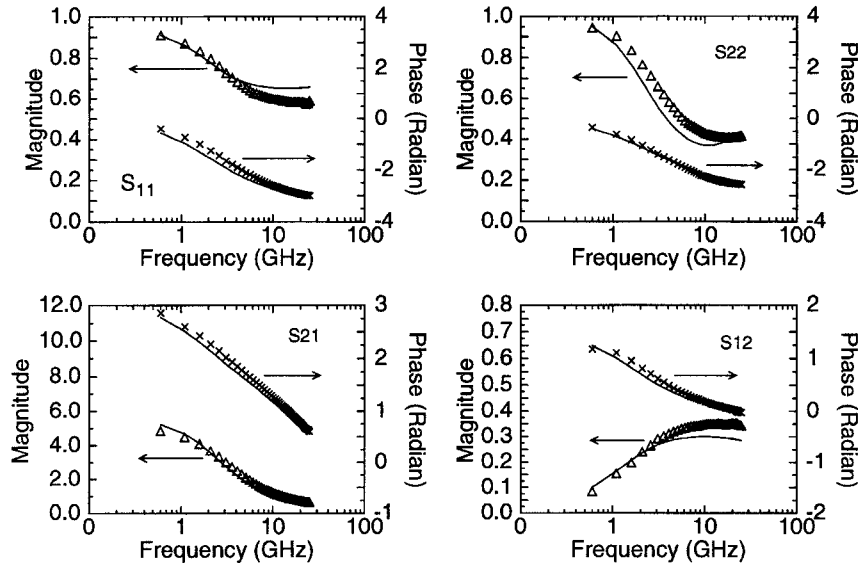 Magnitude
1.0
0.8
0.6
0.4
0.2
0.0
S11
4
2
0
-2
-4
Phase (Radian)
0 1 10 100
Frequency (GHz)
Magnitude
1.0
0.8
0.6
0.4
0.2
0.0
S22
4
2
0
-2
-4
Phase (Radian)
0 1 10 100
Frequency (GHz)
Magnitude
12.0
10.0
8.0
6.0
4.0
2.0
0.0
S21
3
2
1
0
-1
Phase (Radian)
0 1 10 100
Frequency (GHz)
Magnitude
0.8
0.7
0.6
0.5
0.4
0.3
0.2
0.1
0.0
S12
2
1
0
-1
-2
Phase (Radian)
0 1 10 100
Frequency (GHz)